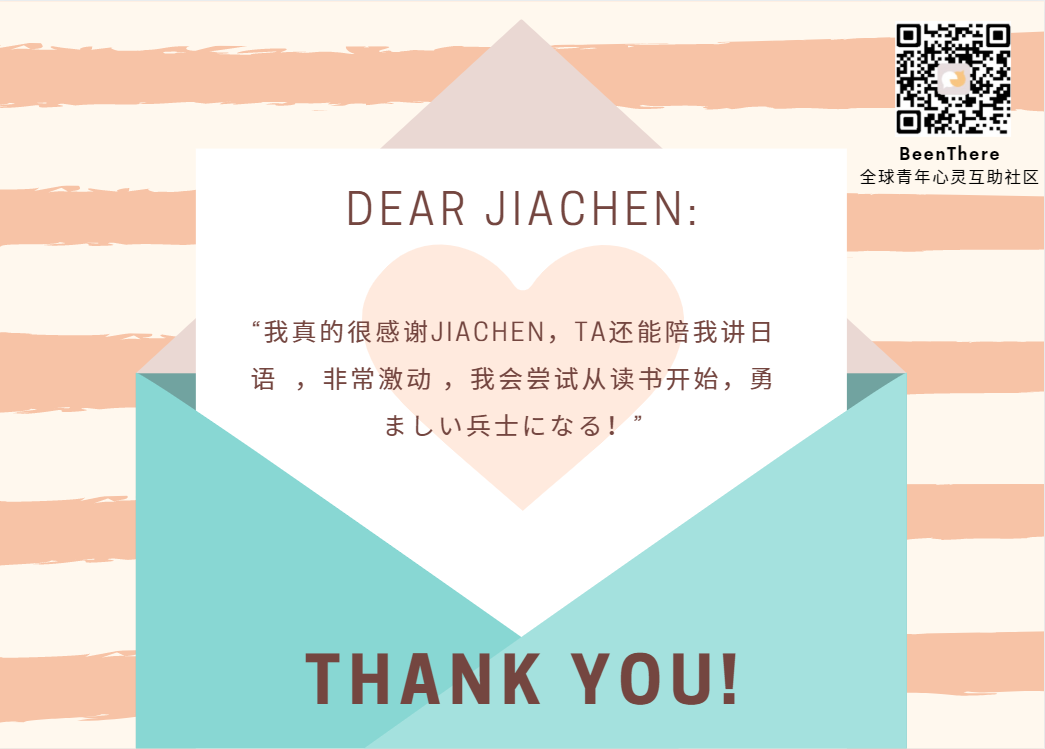 BeenThere
全球青年心灵互助社区
DEAR JIACHEN:
“我真的很感谢JIACHEN，TA还能陪我讲日
语 ，非常激动 ，我会尝试从读书开始，勇
ましい兵士になる！”
THANK YOU!